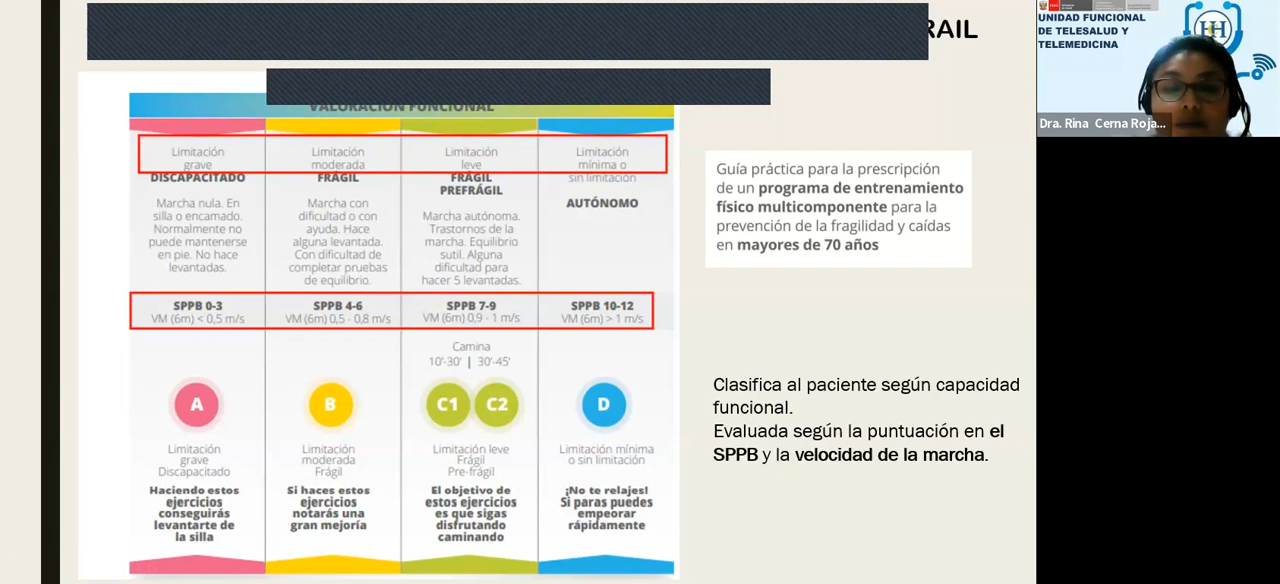 RAIL
VALORACIÓN FUNCIONAL
Limitación
grave
DISCAPACITADO
Marcha nula. En
silla o encamado.
Normalmente no
puede mantenerse
en pie. No hace
levantadas.
SPPB 0-3
VM (6m) < 0,5 m/s
A
Limitación
grave
Discapacitado
Haciendo estos
ejercicios
conseguirás
levantarte de
la silla
Limitación
moderada
FRÁGIL
Marcha con
dificultad o con
ayuda. Hace
alguna levantada.
Con dificultad de
completar pruebas
de equilibrio.
SPPB 4-6
VM (6m) 0,5 - 0,8 m/s
B
Limitación
moderada
Frágil
Si haces estos
ejercicios
notarás una
gran mejoría
Limitación
leve
FRÁGIL
PREFRÁGIL
Marcha autónoma.
Trastornos de la
marcha. Equilibrio
sutil. Alguna
dificultad para
hacer 5 levantadas.
SPPB 7-9
VM (6m) 0,9 - 1 m/s
Camina
10'-30' | 30'-45'
C1 C2
Limitación leve
Frágil
Pre-frágil
El objetivo de
estos ejercicios
es que sigas
disfrutando
caminando
Limitación
mínima o
sin limitación
AUTÓNOMO
SPPB 10-12
VM (6m) > 1 m/s
D
Limitación mínima
o sin limitación
¡No te relajes!
Si paras puedes
empeorar
rápidamente
Guía práctica para la prescripción
de un programa de entrenamiento
físico multicomponente para la
prevención de la fragilidad y caídas
en mayores de 70 años
Clasifica al paciente según capacidad
funcional.
Evaluada según la puntuación en el
SPPB y la velocidad de la marcha.
UNIDAD FUNCIONAL
DE TELESALUD Y
TELEMEDICINA
Dra. Rina Cerna Roja...